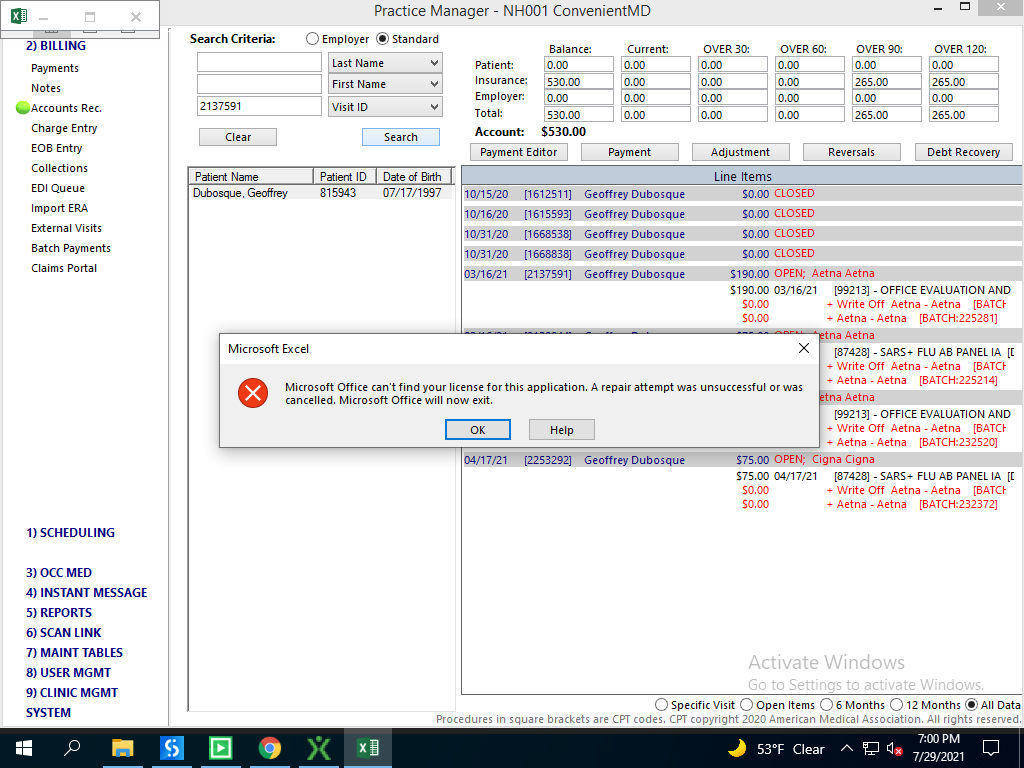 Practice Manager - NH001 ConvenientMD
2) BILLING
Payments
Notes
Accounts Rec.
Charge Entry
EOB Entry
Collections
EDI Queue
Import ERA
External Visits
Batch Payments
Claims Portal
1) SCHEDULING
3) OCC MED
4) INSTANT MESSAGE
5) REPORTS
6) SCAN LINK
7) MAINT TABLES
8) USER MGMT
9) CLINIC MGMT
SYSTEM
Search Criteria: Employer Standard
Last Name
First Name
2137591 Visit ID
Clear Search
Balance: Current: OVER 30: OVER 60: OVER 90: OVER 120:
Patient: 0.00 0.00 0.00 0.00 0.00 0.00
Insurance: 530.00 0.00 0.00 0.00 265.00 265.00
Employer: 0.00 0.00 0.00 0.00 0.00 0.00
Total: 530.00 0.00 0.00 0.00 265.00 265.00
Account: $530.00
Payment Editor Payment Adjustment Reversals Debt Recovery
Patient Name Patient ID Date of Birth
Dubosque, Geoffrey 815943 07/17/1997
Line Items
10/15/20 [1612511] Geoffrey Dubosque $0.00 CLOSED
10/16/20 [1615593] Geoffrey Dubosque $0.00 CLOSED
10/31/20 [1668538] Geoffrey Dubosque $0.00 CLOSED
10/31/20 [1668838] Geoffrey Dubosque $0.00 CLOSED
03/16/21 [2137591] Geoffrey Dubosque $190.00 OPEN; Aetna Aetna
$190.00 03/16/21 [99213] - OFFICE EVALUATION AND
$0.00 + Write Off Aetna - Aetna [BATCH
$0.00 + Aetna - Aetna [BATCH:225281]
Aetna
[87428] - SARS+ FLU AB PANEL IA
+ Write Off Aetna - Aetna [BATCH
+ Aetna - Aetna [BATCH:225214]
etna Aetna
[99213] - OFFICE EVALUATION AND
+ Write Off Aetna - Aetna [BATCH
+ Aetna - Aetna [BATCH:232520]
04/17/21 [2253292] Geoffrey Dubosque $75.00 OPEN; Cigna Cigna
$75.00 04/17/21 [87428] - SARS+ FLU AB PANEL IA
$0.00 + Write Off Aetna - Aetna [BATCH
$0.00 + Aetna - Aetna [BATCH:232372]
Microsoft Excel
Microsoft Office can't find your license for this application. A repair attempt was unsuccessful or was
cancelled. Microsoft Office will now exit.
OK Help
Activate Windows
Go to Settings to activate Windows.
Specific Visit Open Items 6 Months 12 Months All Data
Procedures in square brackets are CPT codes. CPT copyright 2020 American Medical Association. All rights reserved.
53°F Clear
7:00 PM
7/29/2021